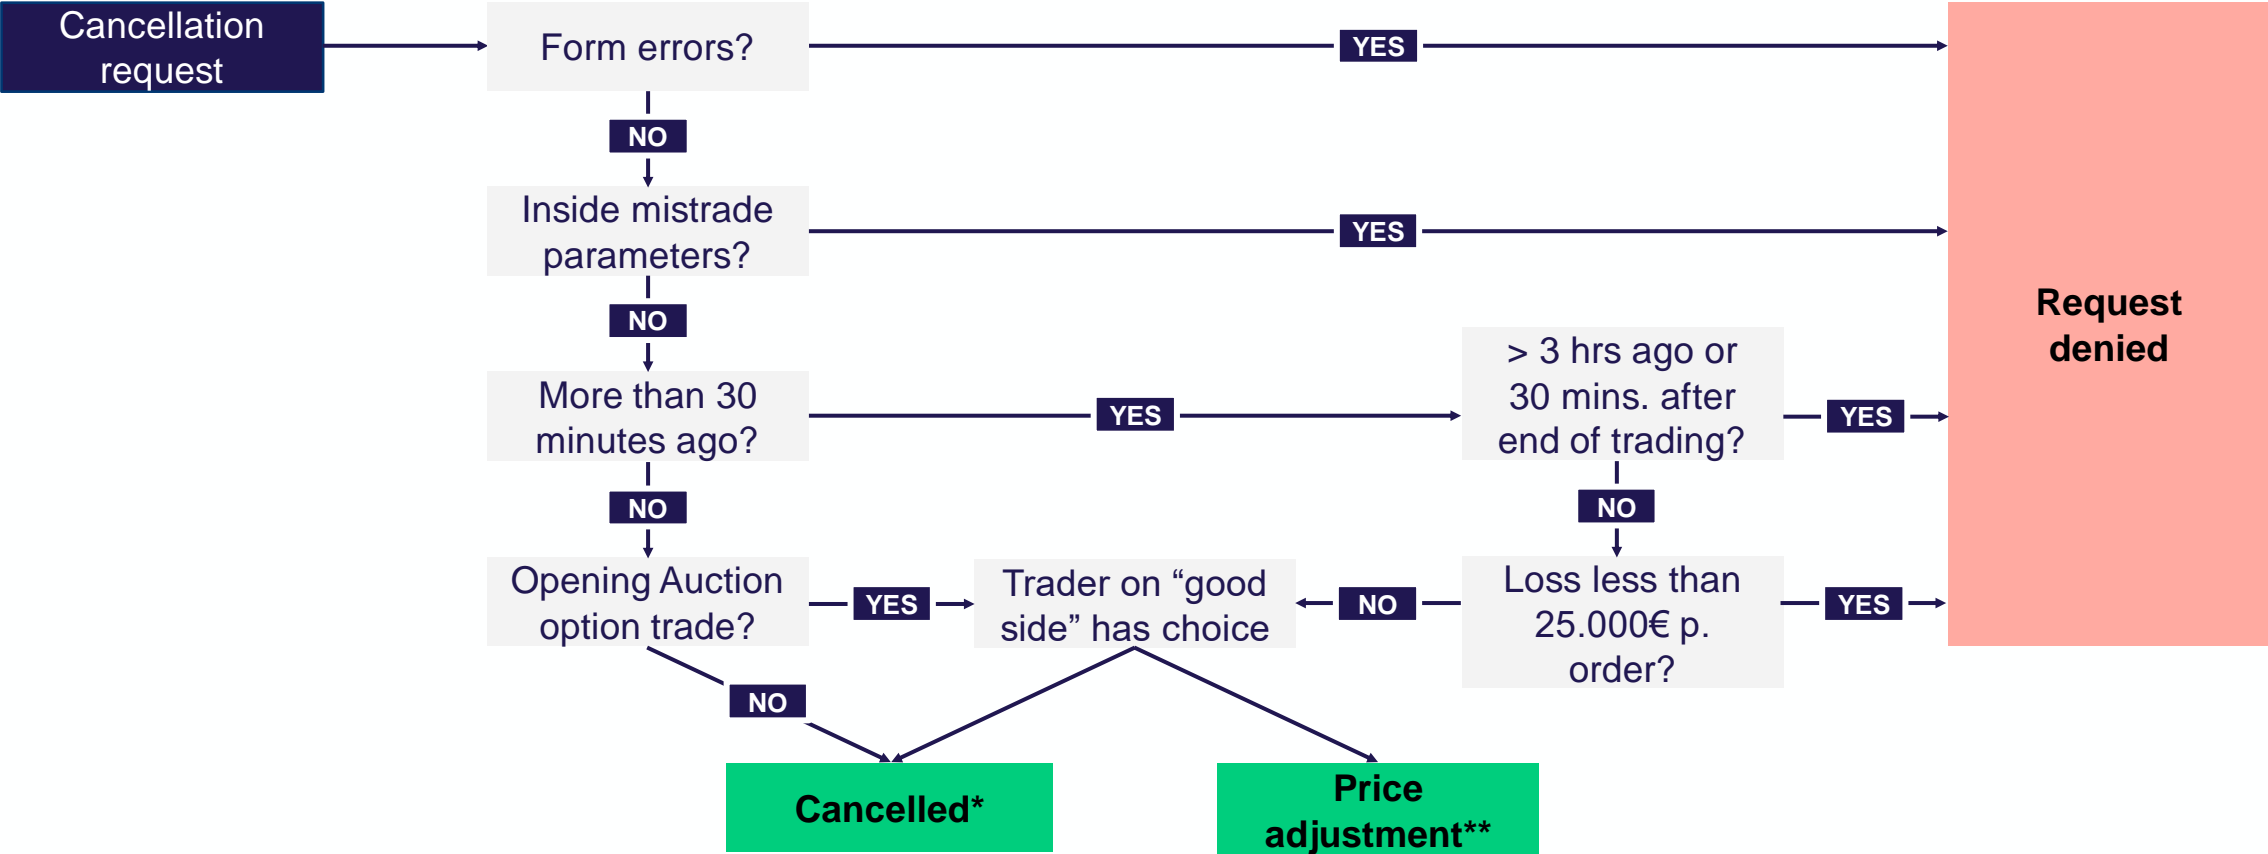 Cancellation
request
Form errors?
YES
NO
Inside mistrade
parameters?
YES
NO
More than 30
minutes ago?
YES
> 3 hrs ago or
30 mins. after
end of trading?
YES
Request
denied
NO
NO
Opening Auction
option trade?
YES
Trader on “good
side” has choice
NO
Loss less than
25.000€ p.
order?
YES
NO
Cancelled*
Price
adjustment**